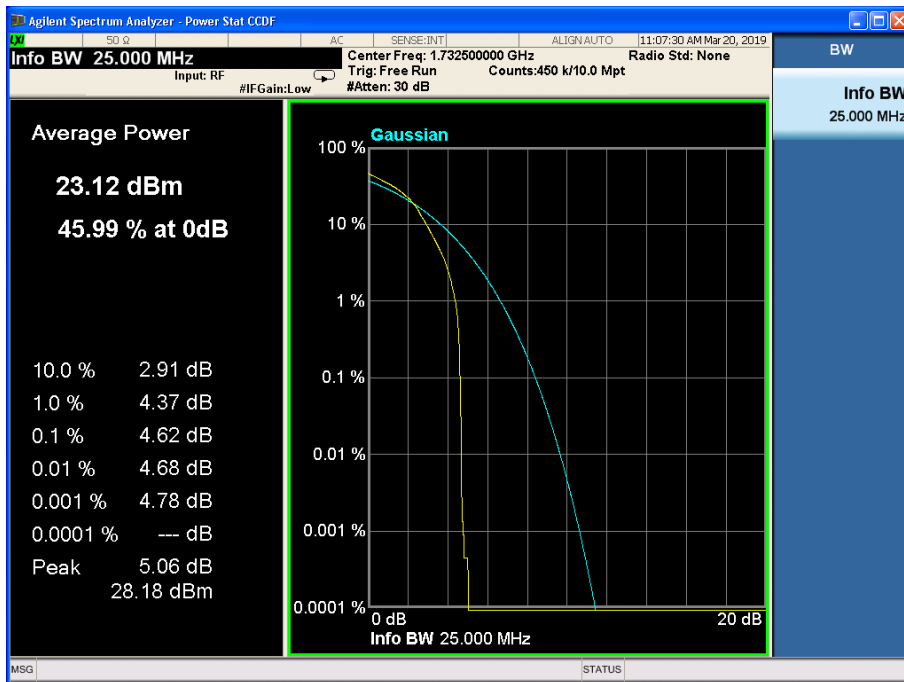 Agilent Spectrum Analyzer - Power Stat CCDF
LXI 50 Ω AC SENSE:INT ALIGN AUTO 11:07:30 AM Mar 20, 2019
Info BW 25.000 MHz
Center Freq: 1.732500000 GHz Radio Std: None
Input: RF Trig: Free Run Counts:450 k/10.0 Mpt
#IFGain:Low #Atten: 30 dB
BW
Info BW
25.000 MHz
Average Power
23.12 dBm
45.99 % at 0dB
10.0 % 2.91 dB
1.0 % 4.37 dB
0.1 % 4.62 dB
0.01 % 4.68 dB
0.001 % 4.78 dB
0.0001 % --- dB
Peak 5.06 dB
28.18 dBm
Gaussian
100 %
10 %
1 %
0.1 %
0.01 %
0.001 %
0.0001 %
0 dB 20 dB
Info BW 25.000 MHz
MSG STATUS